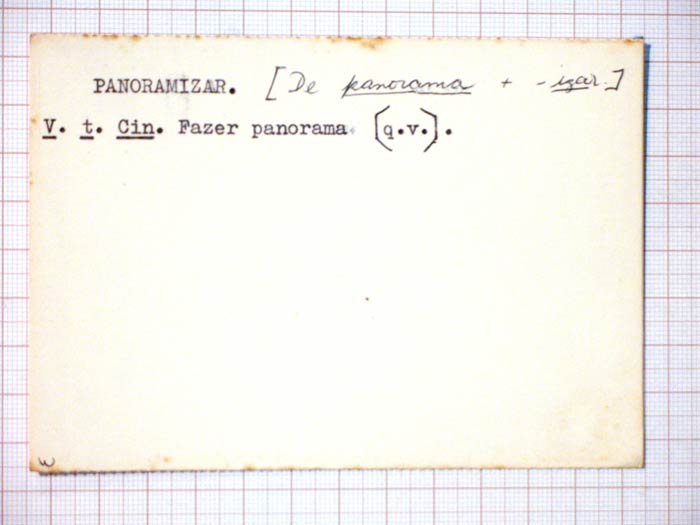 PANORAMIZAR. [De panorama + -izar.]
V. t. Cin. Fazer panorama (q.v.).